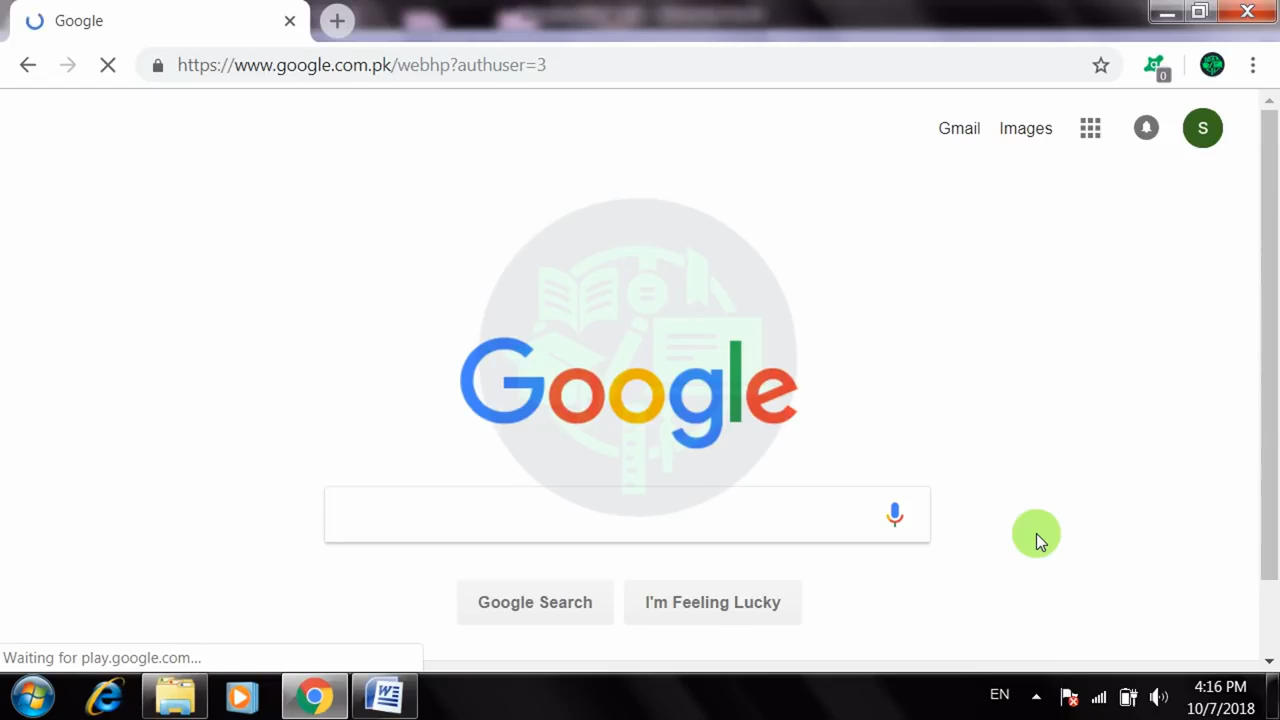 Google
https://www.google.com.pk/webhp?authuser=3
0
Gmail Images S
Google
Google Search I'm Feeling Lucky
Waiting for play.google.com...
EN 4:16 PM
10/7/2018